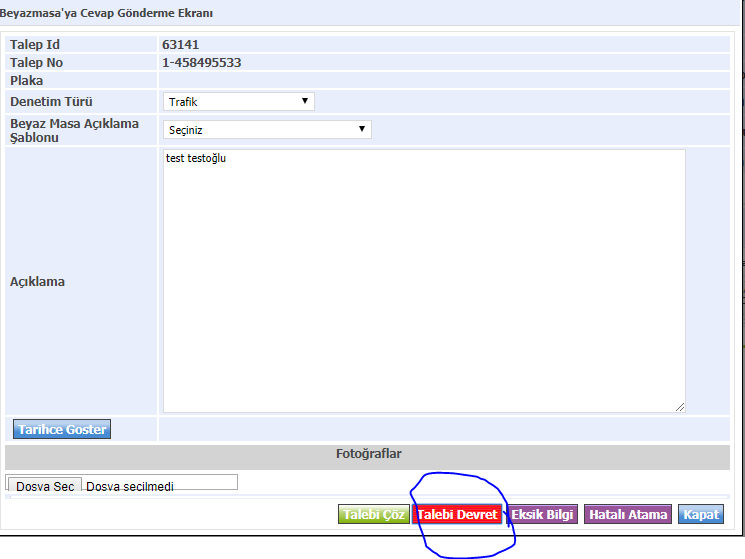 Beyazmasa'ya Cevap Gönderme Ekranı
Talep Id 63141
Talep No 1-458495533
Plaka
Denetim Türü Trafik
Beyaz Masa Açıklama Şablonu Seçiniz
Açıklama test testoğlu
Tarihce Goster
Fotoğraflar
Dosya Seç Dosya seçilmedi
Talebi Çöz Talebi Devret Eksik Bilgi Hatalı Atama Kapat